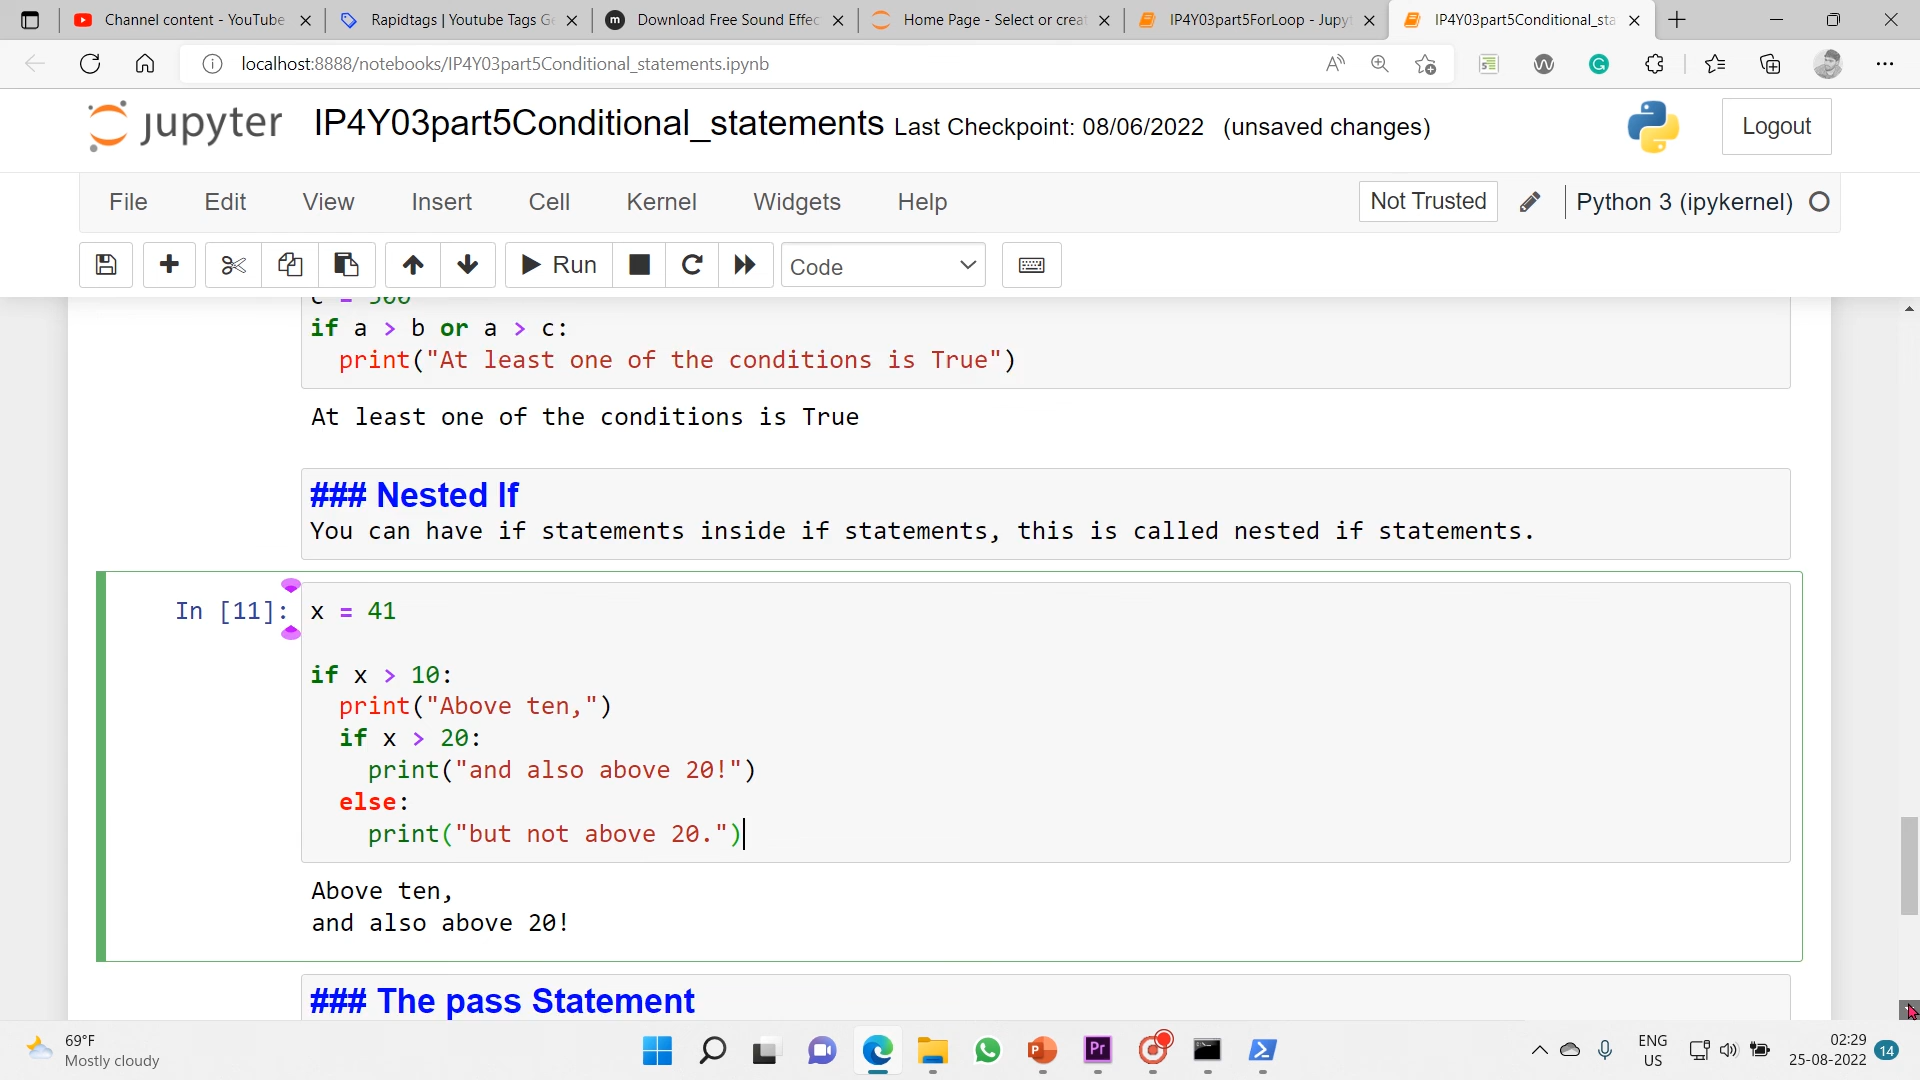 Channel content - YouTube
Rapidtags | Youtube Tags Ge
Download Free Sound Effec
Home Page - Select or creat
IP4Y03part5ForLoop - Jupyt
IP4Y03part5Conditional_sta
localhost:8888/notebooks/IP4Y03part5Conditional_statements.ipynb
jupyter IP4Y03part5Conditional_statements Last Checkpoint: 08/06/2022 (unsaved changes)
Logout
File Edit View Insert Cell Kernel Widgets Help
Not Trusted
Python 3 (ipykernel)
Run
Code
c = 500
if a > b or a > c:
print("At least one of the conditions is True")
At least one of the conditions is True
### Nested If
You can have if statements inside if statements, this is called nested if statements.
In [11]: x = 41
if x > 10:
print("Above ten,")
if x > 20:
print("and also above 20!")
else:
print("but not above 20.")
Above ten,
and also above 20!
### The pass Statement
69°F
Mostly cloudy
Pr
ENG
US
02:29
25-08-2022
14